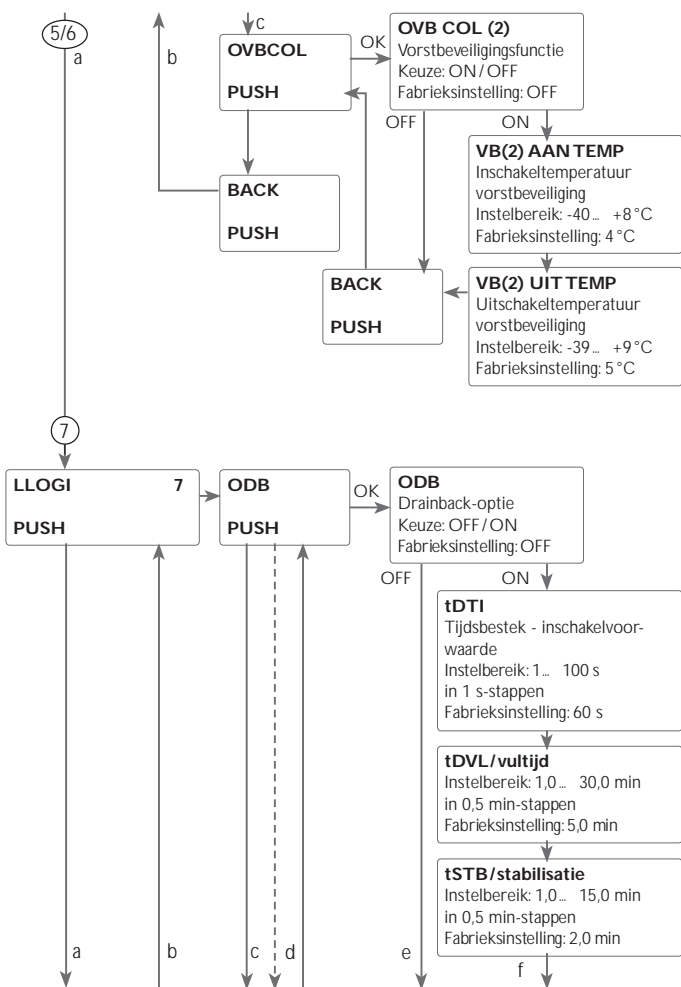 5/6
a
b
c
OVBCOL
PUSH
OK
OVB COL (2)
Vorstbeveiligingsfunctie
Keuze: ON / OFF
Fabrieksinstelling: OFF
OFF
ON
BACK
PUSH
VB(2) AAN TEMP
Inschakeltemperatuur
vorstbeveiliging
Instelbereik: -40... +8 °C
Fabrieksinstelling: 4 °C
BACK
PUSH
VB(2) UIT TEMP
Uitschakeltemperatuur
vorstbeveiliging
Instelbereik: -39... +9 °C
Fabrieksinstelling: 5 °C
7
LLOGI 7
PUSH
ODB
PUSH
OK
ODB
Drainback-optie
Keuze: OFF / ON
Fabrieksinstelling: OFF
OFF
ON
tDTI
Tijdsbestek - inschakelvoor-
waarde
Instelbereik: 1... 100 s
in 1 s-stappen
Fabrieksinstelling: 60 s
tDVL/vultijd
Instelbereik: 1,0... 30,0 min
in 0,5 min-stappen
Fabrieksinstelling: 5,0 min
tSTB/stabilisatie
Instelbereik: 1,0... 15,0 min
in 0,5 min-stappen
Fabrieksinstelling: 2,0 min
a
b
c
d
e
f